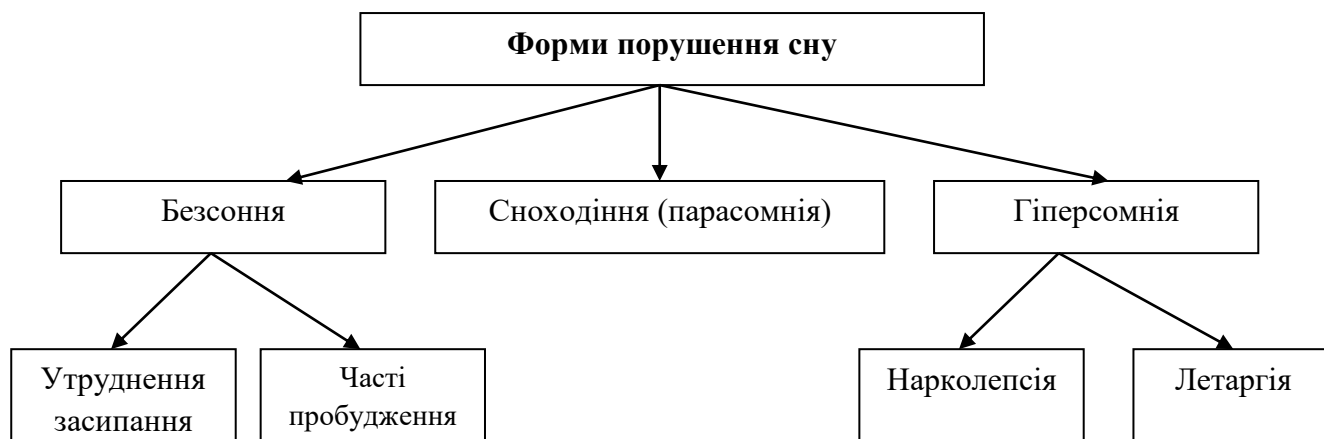 Форми порушення сну
Безсоння
Сноходіння (парасомнія)
Гіперсомнія
Утруднення
засипання
Часті
пробудження
Нарколепсія
Летаргія